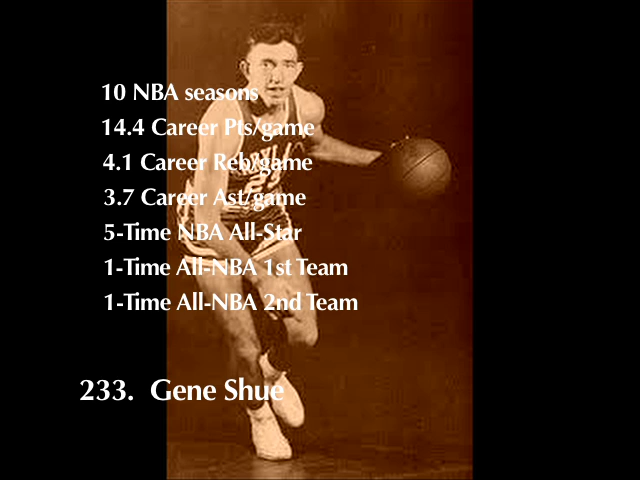 10 NBA seasons
14.4 Career Pts/game
4.1 Career Reb/game
3.7 Career Ast/game
5-Time NBA All-Star
1-Time All-NBA 1st Team
1-Time All-NBA 2nd Team
233. Gene Shue